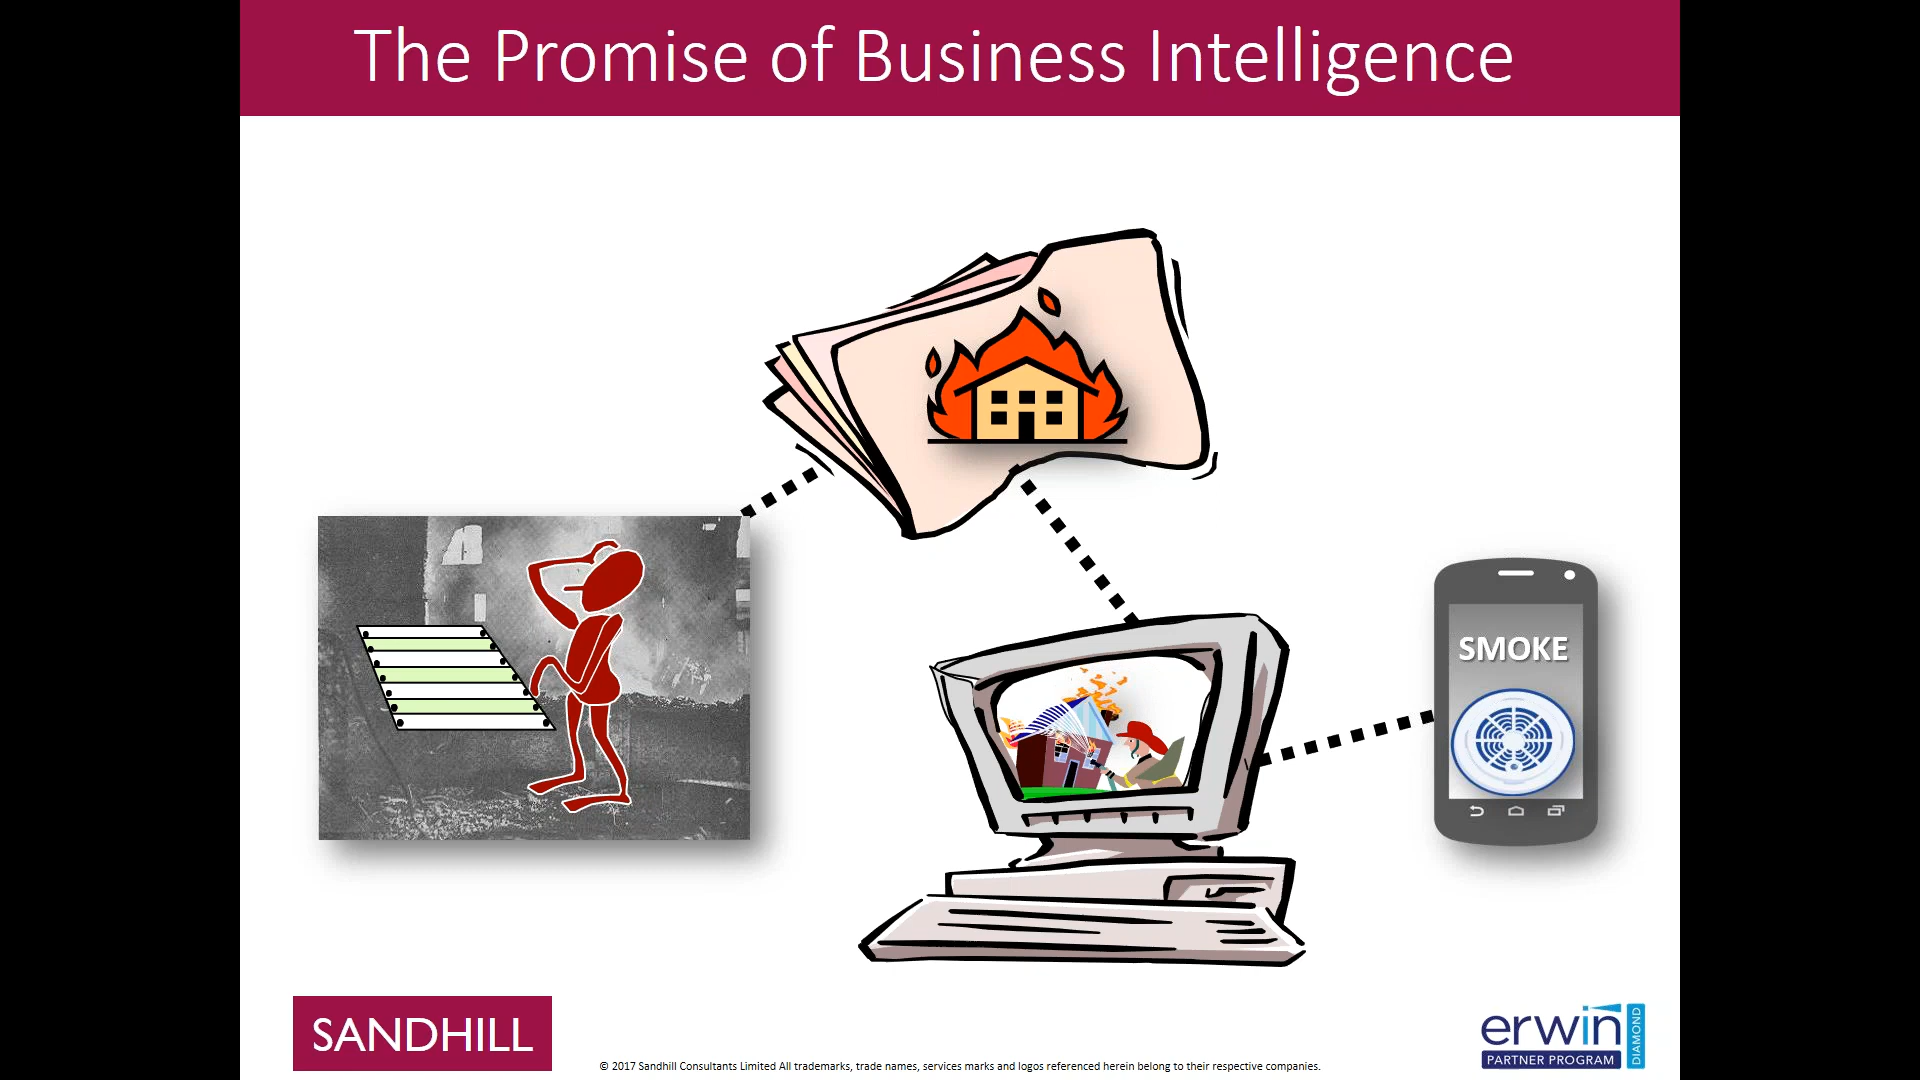 The Promise of Business Intelligence
SMOKE
SANDHILL
© 2017 Sandhill Consultants Limited All trademarks, trade names, services marks and logos referenced herein belong to their respective companies.
erwin
PARTNER PROGRAM
DIAMOND